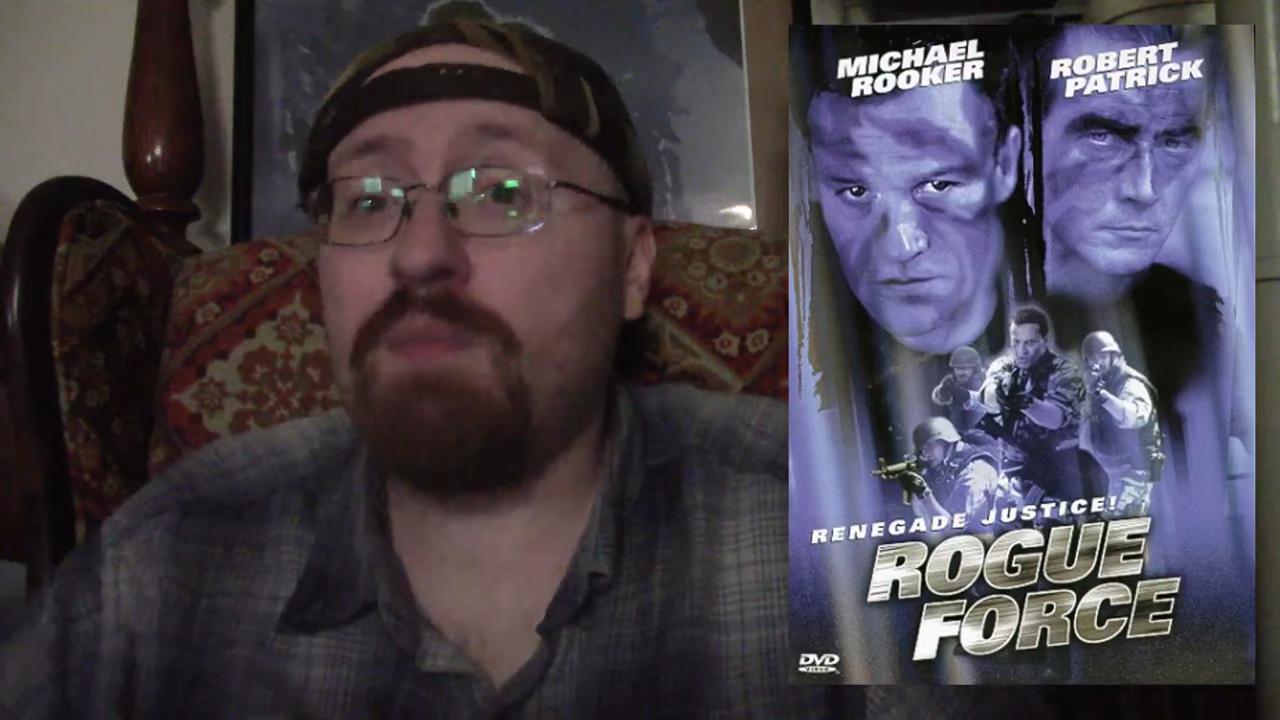 MICHAEL
ROOKER
ROBERT
PATRICK
RENEGADE JUSTICE!
ROGUE
FORCE
DVD
VIDEO